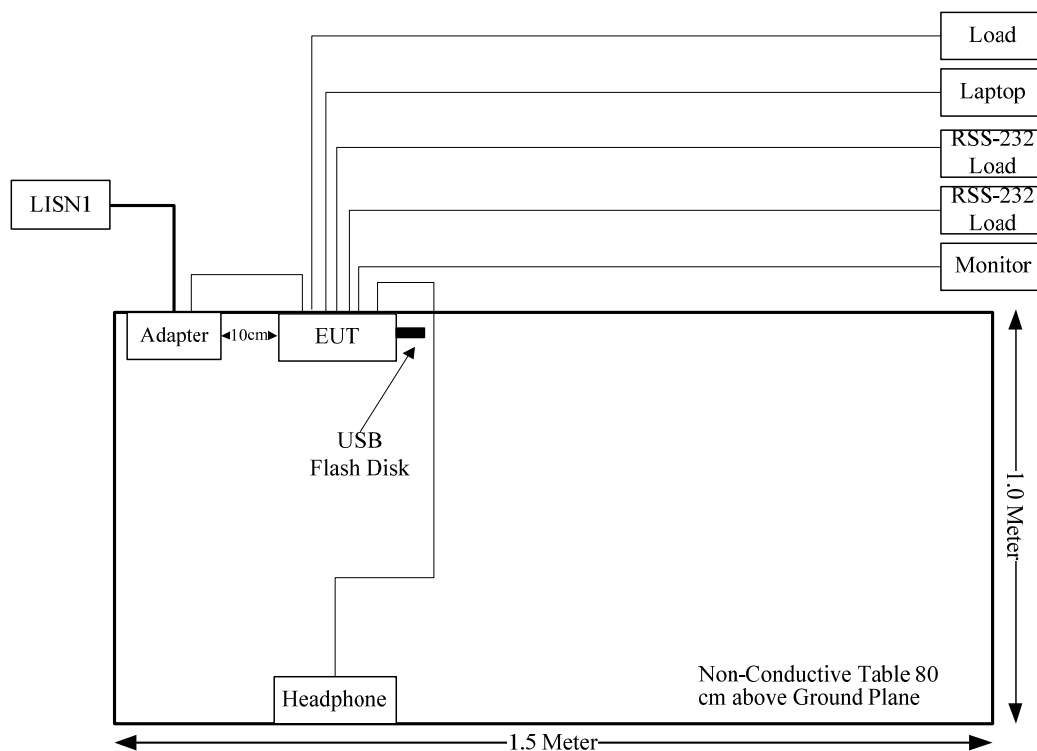 Load
Laptop
RSS-232
Load
RSS-232
Load
Monitor
LISN1
Adapter
10cm
EUT
USB
Flash Disk
1.0 Meter
Headphone
Non-Conductive Table 80
cm above Ground Plane
1.5 Meter